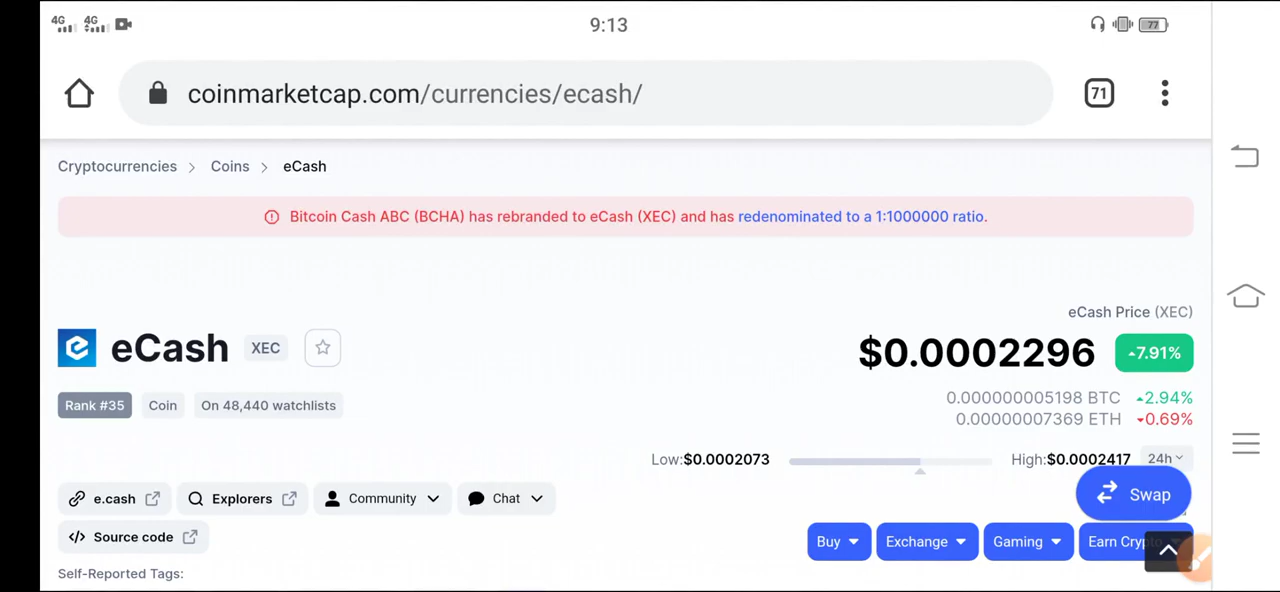 4G 4G 9:13 77
coinmarketcap.com/currencies/ecash/ 71
Cryptocurrencies > Coins > eCash
Bitcoin Cash ABC (BCHA) has rebranded to eCash (XEC) and has redenominated to a 1:1000000 ratio.
eCash Price (XEC)
eCash XEC $0.0002296 7.91%
0.000000005198 BTC 2.94%
Rank #35 Coin On 48,440 watchlists
0.00000007369 ETH 0.69%
Low:$0.0002073 High:$0.0002417 24h
e.cash Explorers Community Chat
Swap
</> Source code
Buy Exchange Gaming Earn
Self-Reported Tags: